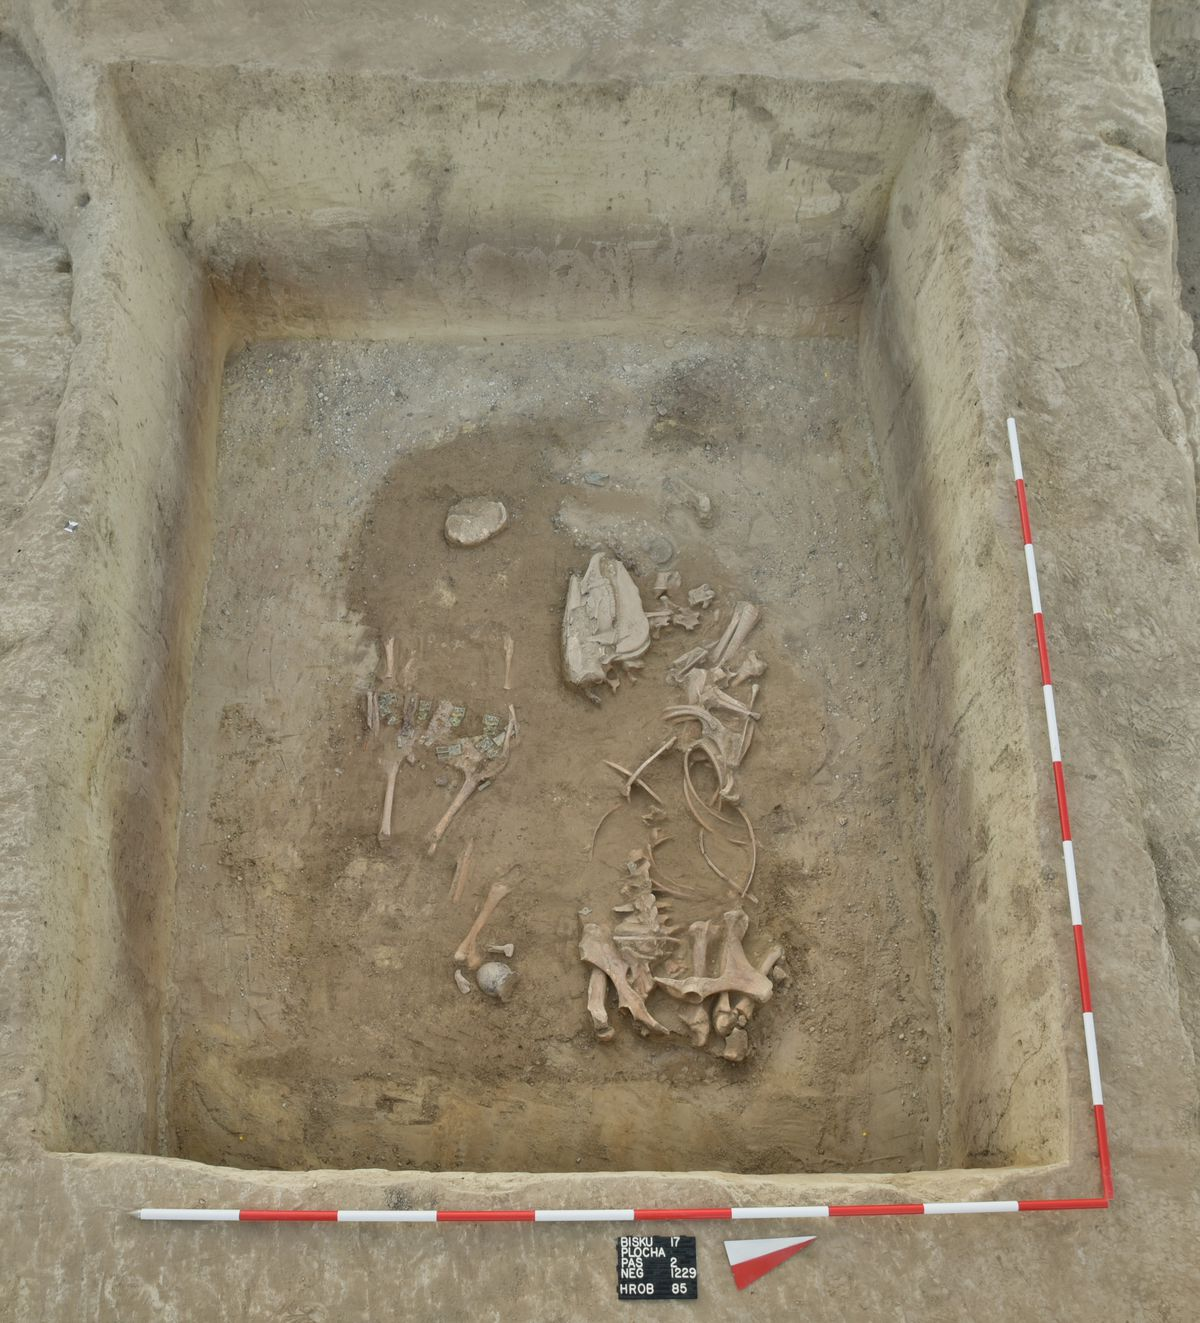 BISKU 17
PLOCHA
PAS 2
NEG 1229
HROB 85